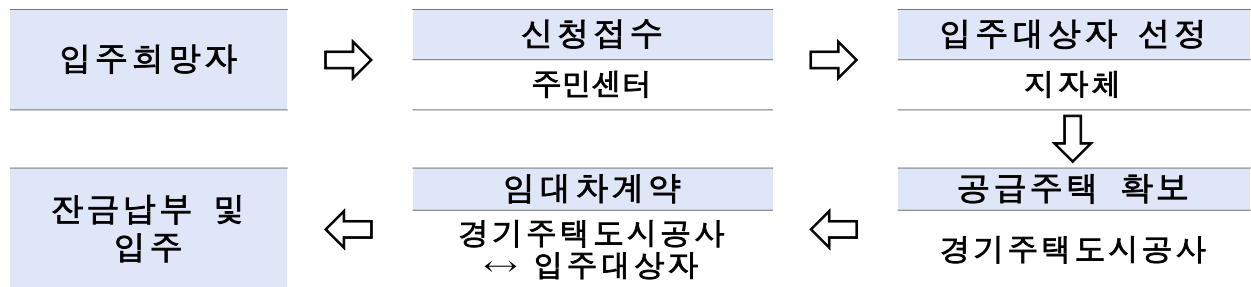 입주희망자
신청접수
주민센터
입주대상자 선정
지자체
공급주택 확보
경기주택도시공사
임대차계약
경기주택도시공사
↔ 입주대상자
잔금납부 및
입주